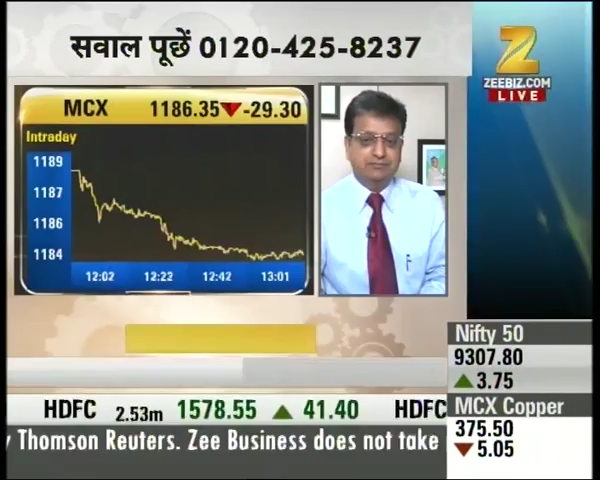 सवाल पूछें 0120-425-8237
Z
ZEEBIZ.COM
LIVE
MCX 1186.35 -29.30
Intraday
1189
1187
1186
1184
12:02 12:22 12:42 13:01
Nifty 50
9307.80
3.75
MCX Copper
375.50
5.05
HDFC 2.53m 1578.55 41.40 HDFC
y Thomson Reuters. Zee Business does not take